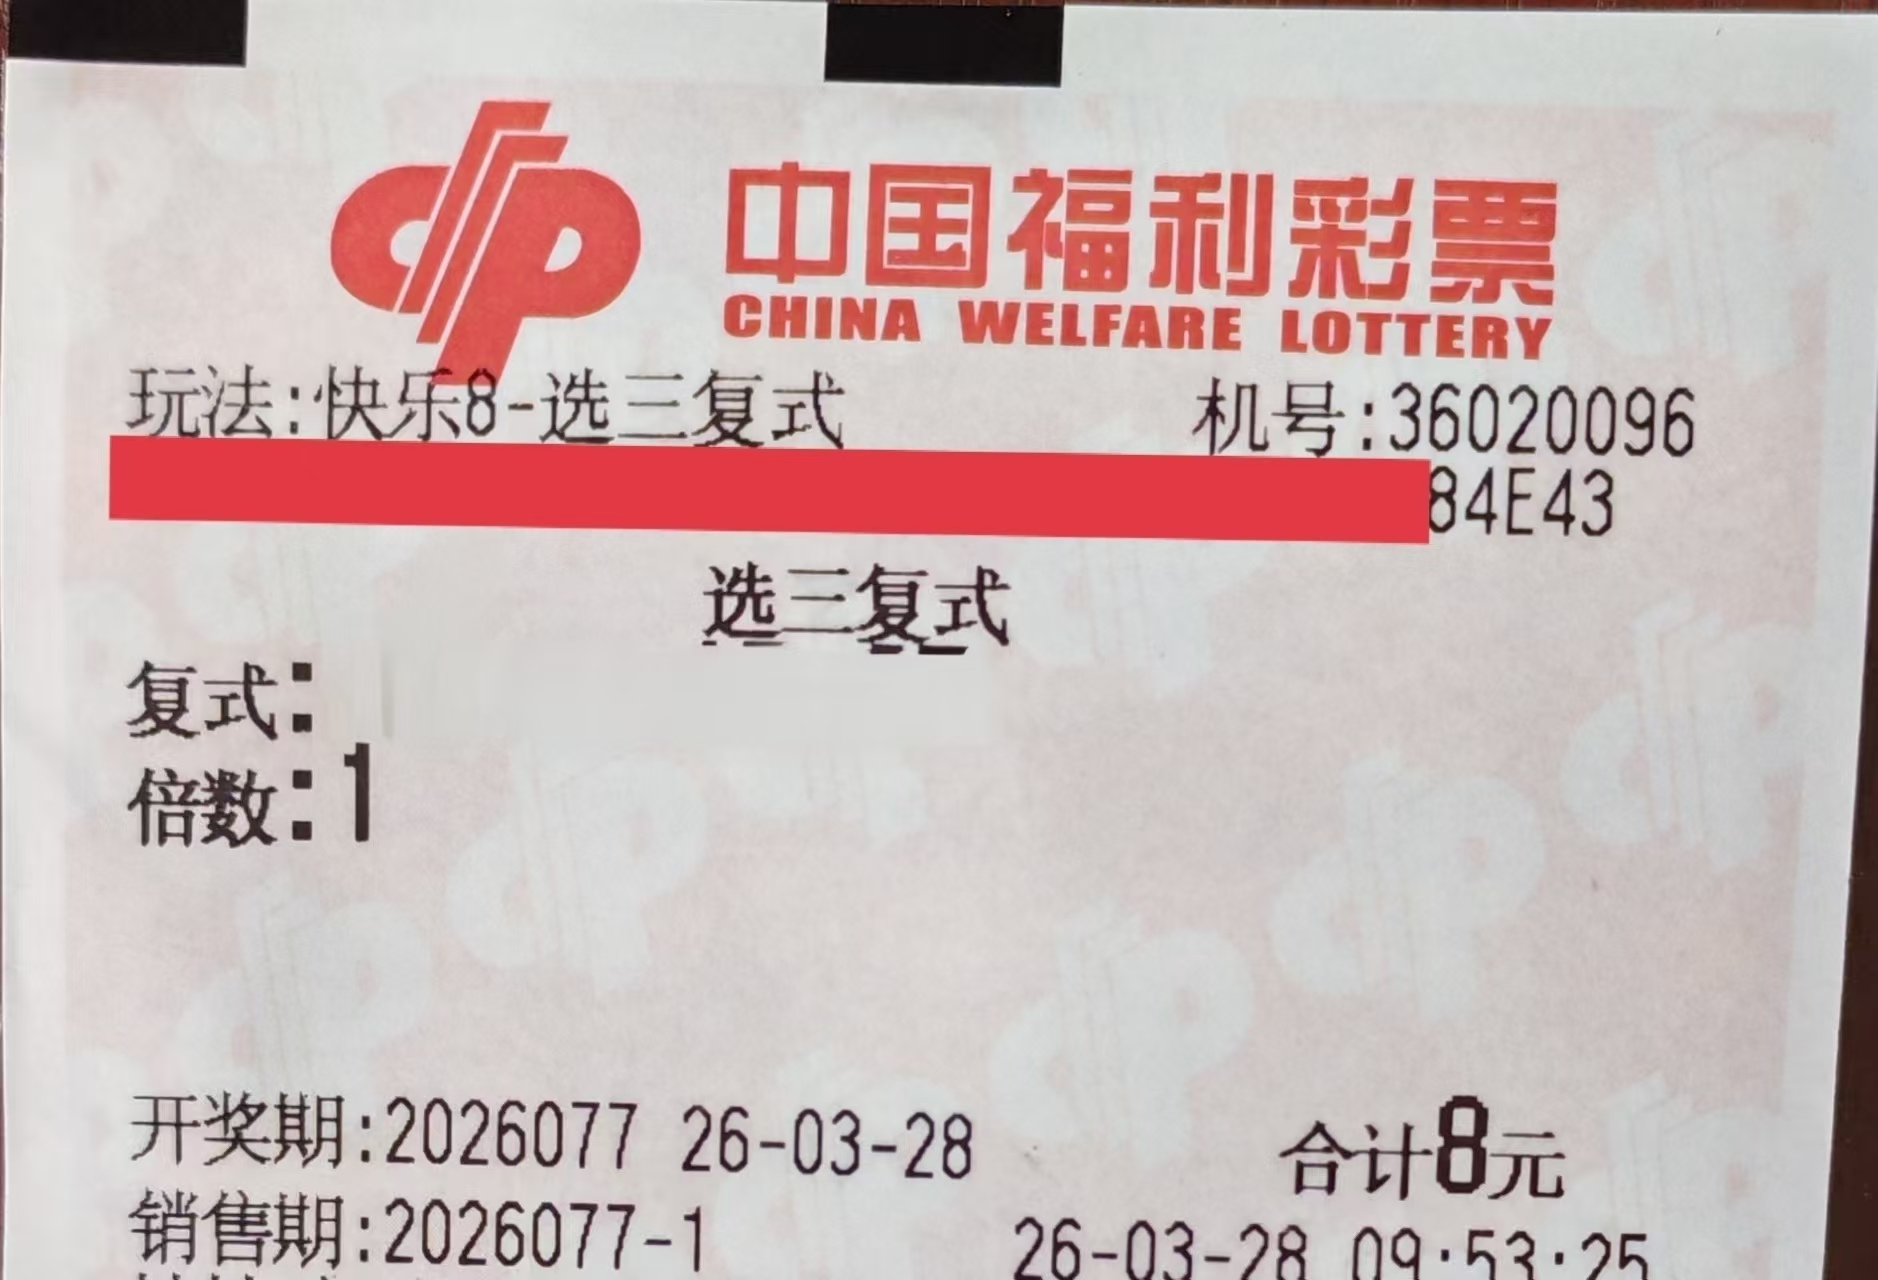 中国福利彩票
CHINA WELFARE LOTTERY
玩法:快乐8-选三复式 机号:36020096
84E43
选三复式
复式:
倍数:1
开奖期:2026077 26-03-28 合计8元
销售期:2026077-1 26-03-28 09:53:25